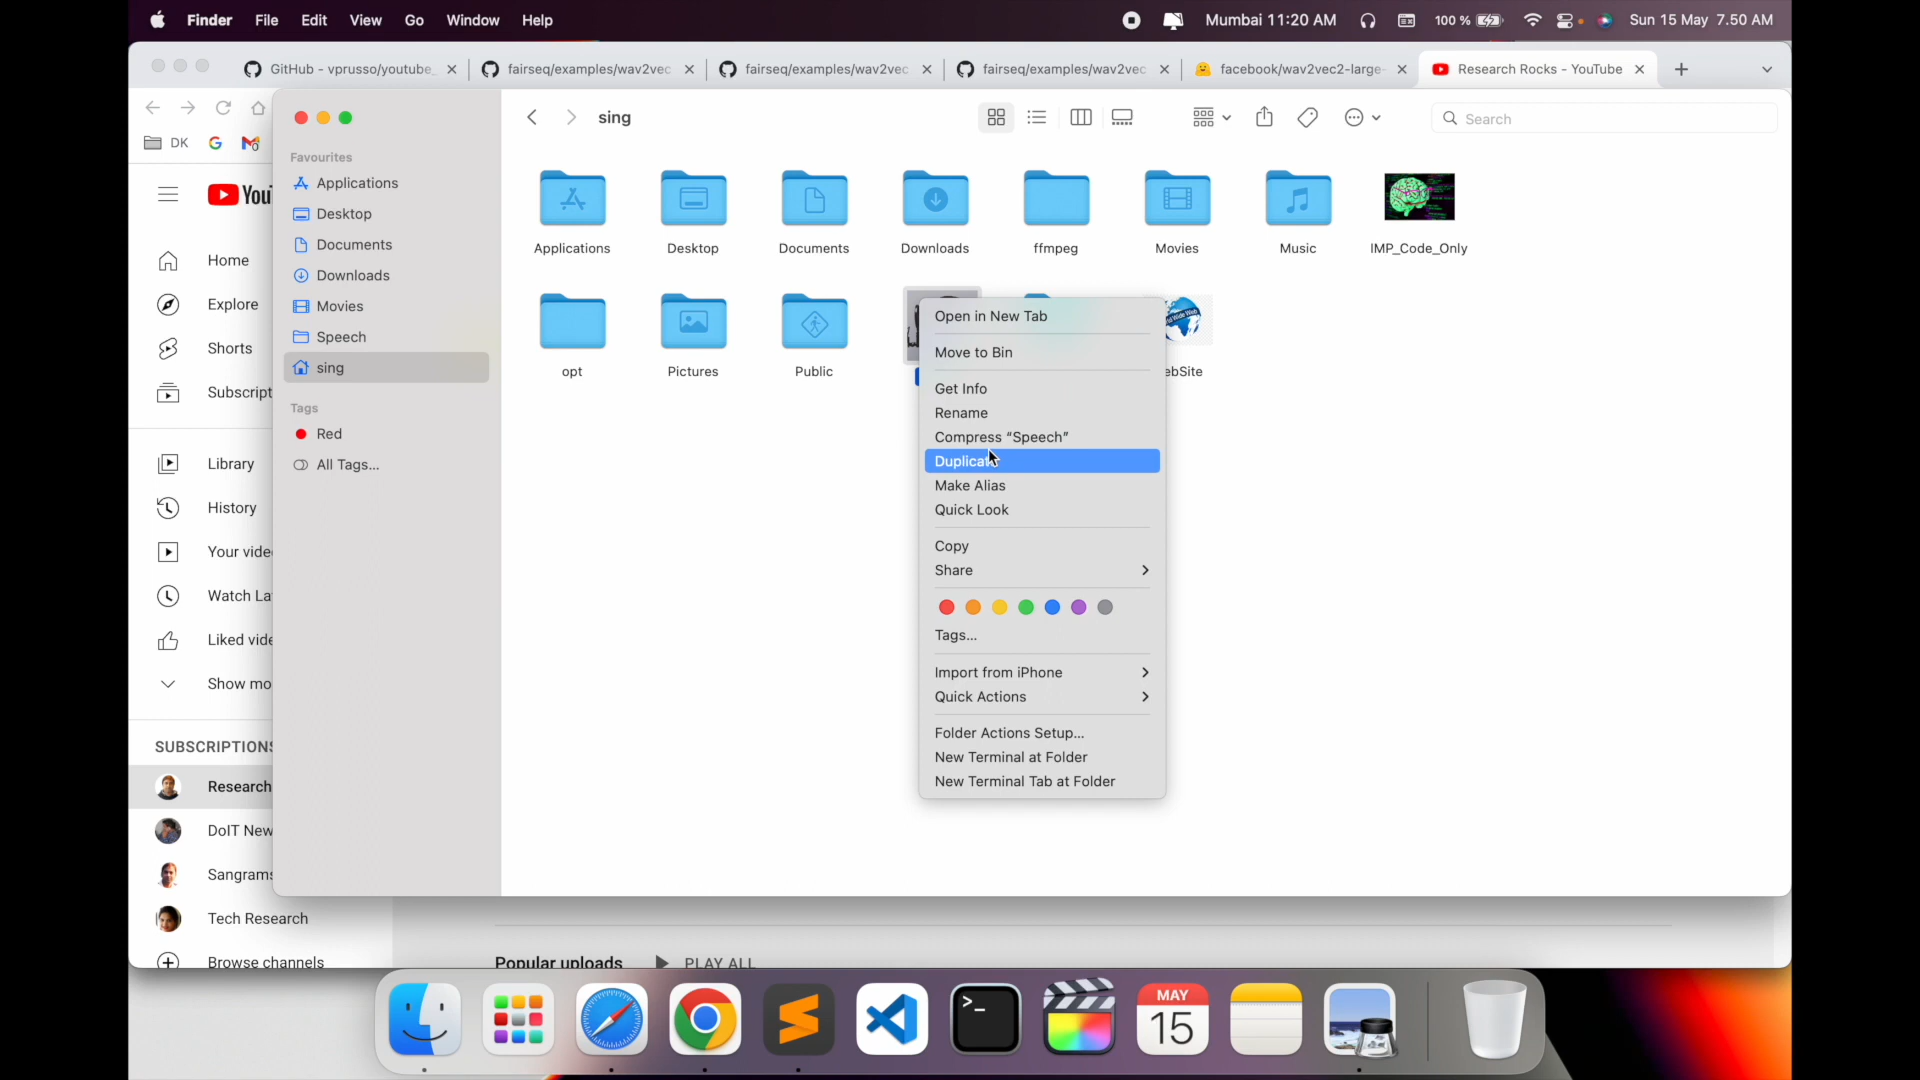 Finder File Edit View Go Window Help
Mumbai 11:20 AM 100 % Sun 15 May 7.50 AM
GitHub - vprusso/youtube_
fairseq/examples/wav2vec
fairseq/examples/wav2vec
fairseq/examples/wav2vec
facebook/wav2vec2-large-
Research Rocks - YouTube
DK
Home
Explore
Shorts
Subscript
Library
History
Your vide
Watch La
Liked vide
Show mo
SUBSCRIPTIONS
Research
DoIT New
Sangrams
Tech Research
Browse channels
Favourites
Applications
Desktop
Documents
Downloads
Movies
Speech
sing
Tags
Red
All Tags...
sing
Search
Applications
Desktop
Documents
Downloads
ffmpeg
Movies
Music
IMP_Code_Only
opt
Pictures
Public
ebSite
Open in New Tab
Move to Bin
Get Info
Rename
Compress “Speech”
Duplicate
Make Alias
Quick Look
Copy
Share
Tags...
Import from iPhone
Quick Actions
Folder Actions Setup...
New Terminal at Folder
New Terminal Tab at Folder
Popular uploads PLAY ALL
MAY
15